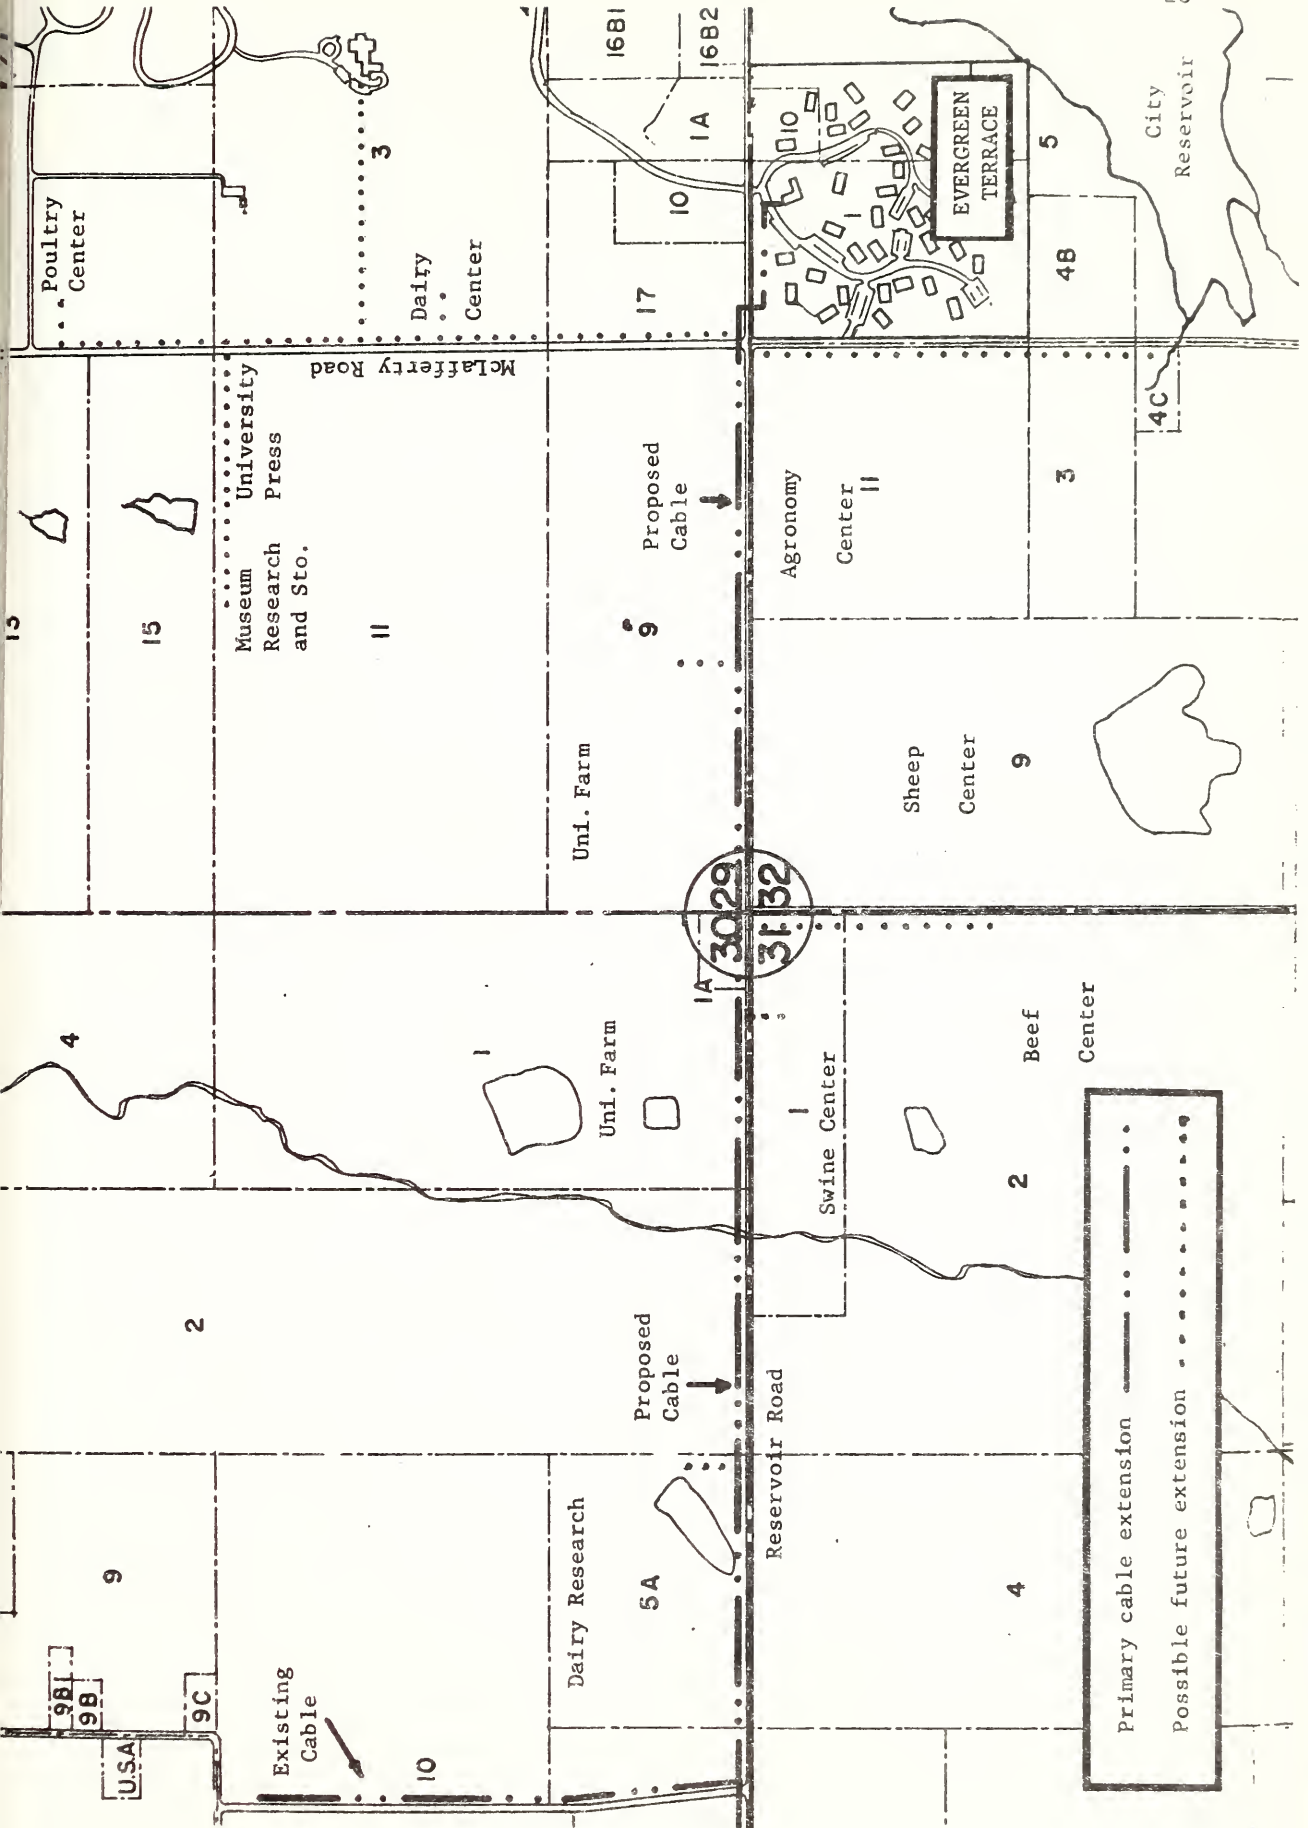 13
15
Poultry
Center
3
Dairy
Center
McLafferty Road
Museum University
Research Press
and Sto.
11
17
10
1A
16B1
16B2
Uni. Farm
9
Proposed
Cable
10
1
EVERGREEN
TERRACE
5
4B
City
Reservoir
4C
3
Agronomy
Center
11
Sheep
Center
9
30 29
31 32
1A
4
1
Uni. Farm
2
Proposed
Cable
1
Swine Center
Beef
Center
2
Reservoir Road
9
9B1
9B
9C
U.S.A
Existing
Cable
10
Dairy Research
5A
4
Primary cable extension
Possible future extension